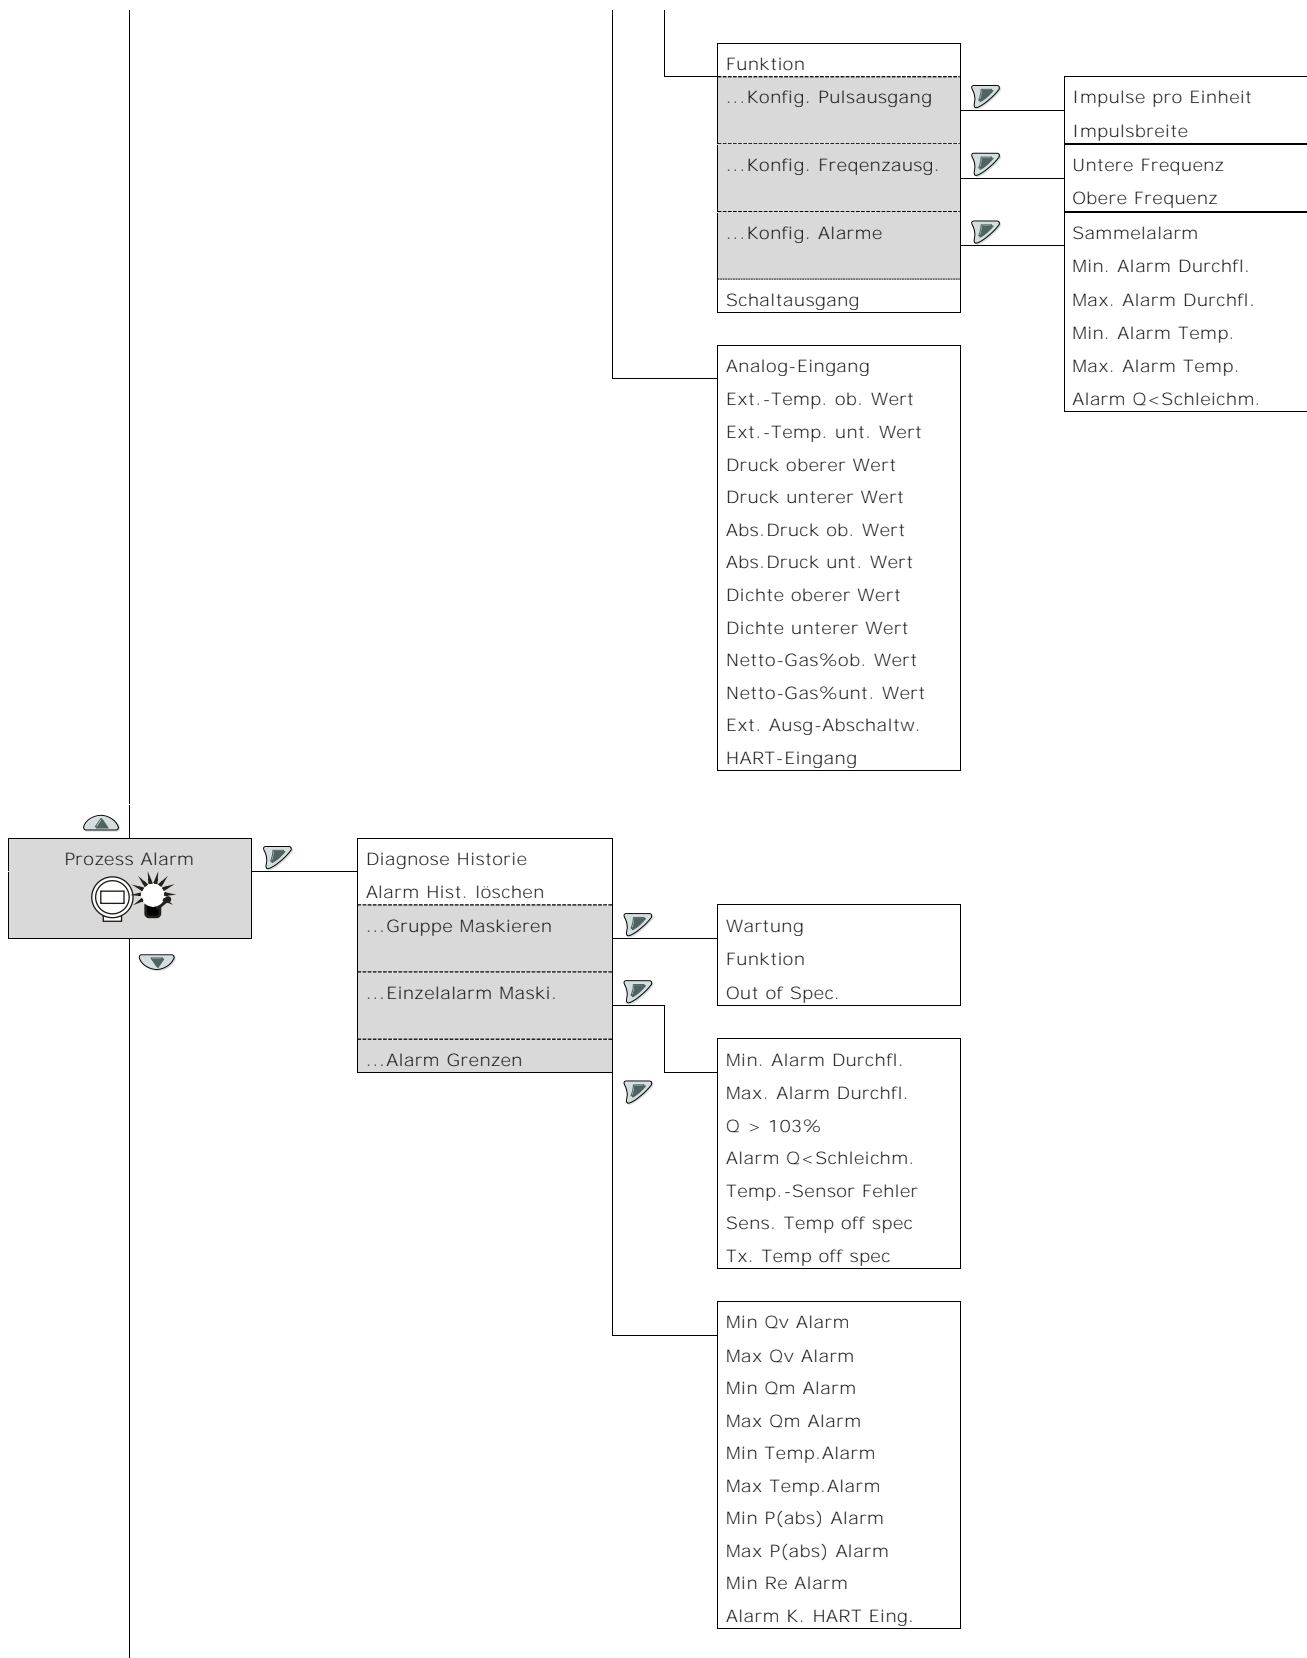 Funktion
...Konfig. Pulsausgang
Impulse pro Einheit
Impulsbreite
...Konfig. Freqenzausg.
Untere Frequenz
Obere Frequenz
...Konfig. Alarme
Sammelalarm
Min. Alarm Durchfl.
Max. Alarm Durchfl.
Min. Alarm Temp.
Max. Alarm Temp.
Alarm Q<Schleichm.
Schaltausgang
Analog-Eingang
Ext.-Temp. ob. Wert
Ext.-Temp. unt. Wert
Druck oberer Wert
Druck unterer Wert
Abs.Druck ob. Wert
Abs.Druck unt. Wert
Dichte oberer Wert
Dichte unterer Wert
Netto-Gas%ob. Wert
Netto-Gas%unt. Wert
Ext. Ausg-Abschaltw.
HART-Eingang
Prozess Alarm
Diagnose Historie
Alarm Hist. löschen
...Gruppe Maskieren
...Einzelalarm Maski.
...Alarm Grenzen
Wartung
Funktion
Out of Spec.
Min. Alarm Durchfl.
Max. Alarm Durchfl.
Q > 103%
Alarm Q<Schleichm.
Temp.-Sensor Fehler
Sens. Temp off spec
Tx. Temp off spec
Min Qv Alarm
Max Qv Alarm
Min Qm Alarm
Max Qm Alarm
Min Temp.Alarm
Max Temp.Alarm
Min P(abs) Alarm
Max P(abs) Alarm
Min Re Alarm
Alarm K. HART Eing.